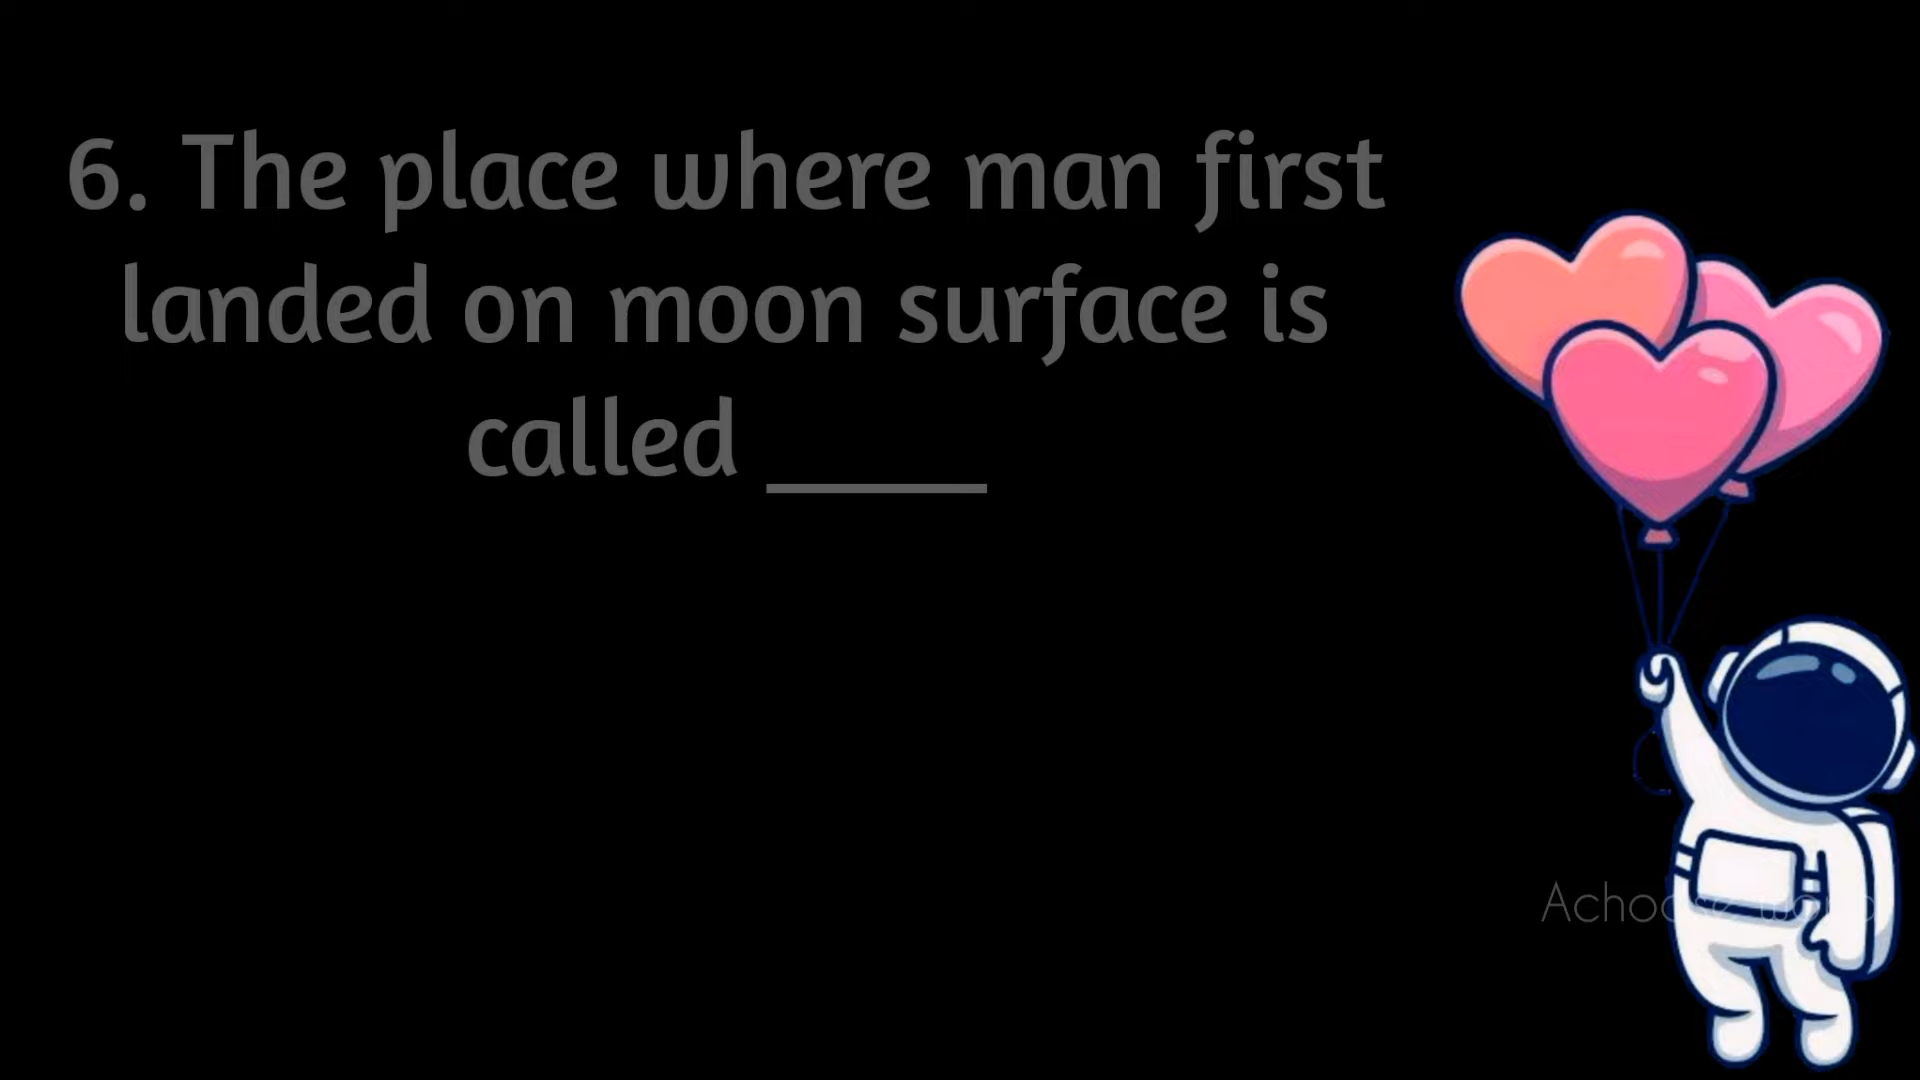 6. The place where man first
landed on moon surface is
called ____